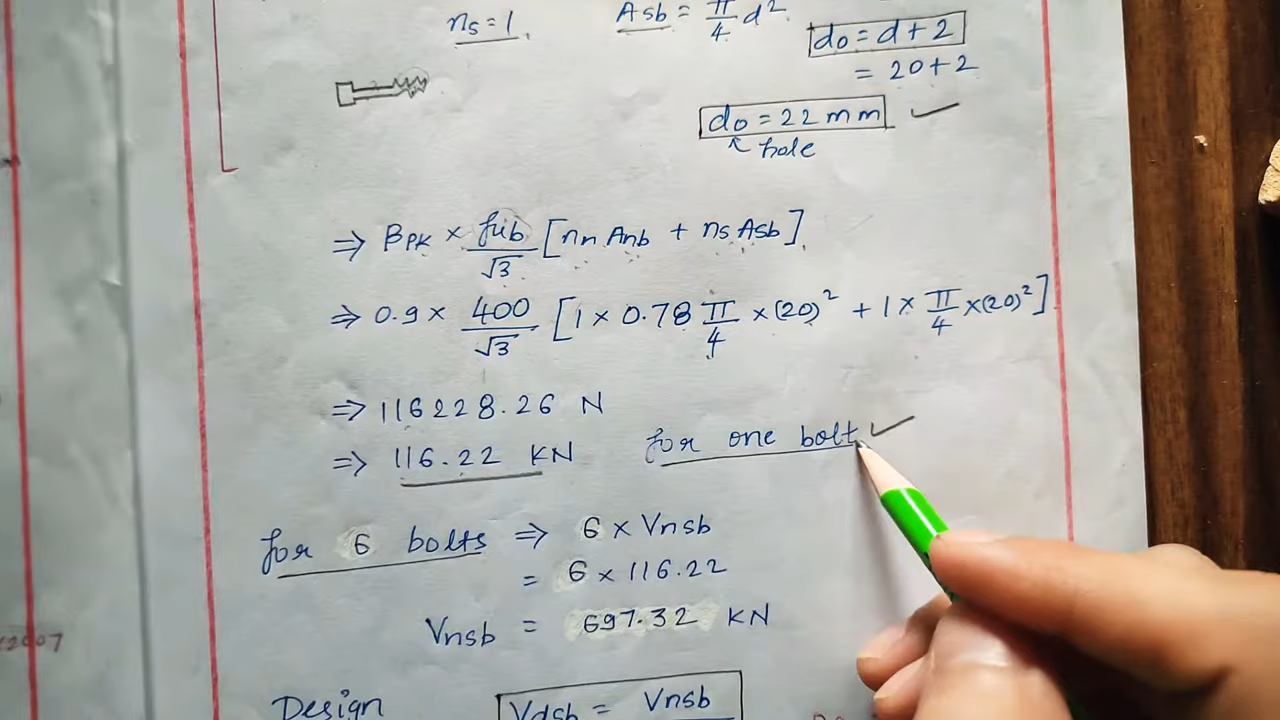 ns = 1, Asb = π/4 d²
do = d + 2
= 20 + 2
do = 22 mm
hole
⇒ βPK × fub/√3 [nn Anb + ns Asb]
⇒ 0.9 × 400/√3 [1 × 0.78 π/4 × (20)² + 1 × π/4 × (20)²]
⇒ 116228.26 N
⇒ 116.22 KN for one bolt
for 6 bolts ⇒ 6 × Vnsb
= 6 × 116.22
Vnsb = 697.32 KN
2007
Design Vdsb = Vnsb